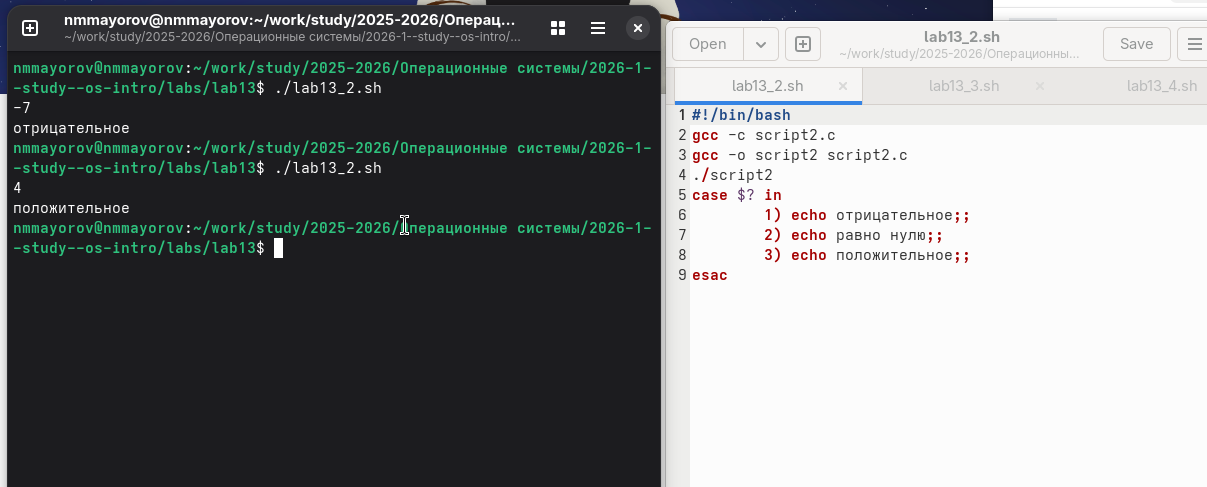 nmmayorov@nmmayorov:~/work/study/2025-2026/Операц...
~/work/study/2025-2026/Операционные системы/2026-1--study--os-intro/...
nmmayorov@nmmayorov:~/work/study/2025-2026/Операционные системы/2026-1-
-study--os-intro/labs/lab13$ ./lab13_2.sh
-7
отрицательное
nmmayorov@nmmayorov:~/work/study/2025-2026/Операционные системы/2026-1-
-study--os-intro/labs/lab13$ ./lab13_2.sh
4
положительное
nmmayorov@nmmayorov:~/work/study/2025-2026/Операционные системы/2026-1-
-study--os-intro/labs/lab13$
Open
lab13_2.sh
~/work/study/2025-2026/Операционны...
Save
lab13_2.sh
lab13_3.sh
lab13_4.sh
1 #!/bin/bash
2 gcc -c script2.c
3 gcc -o script2 script2.c
4 ./script2
5 case $? in
6 1) echo отрицательное;;
7 2) echo равно нулю;;
8 3) echo положительное;;
9 esac